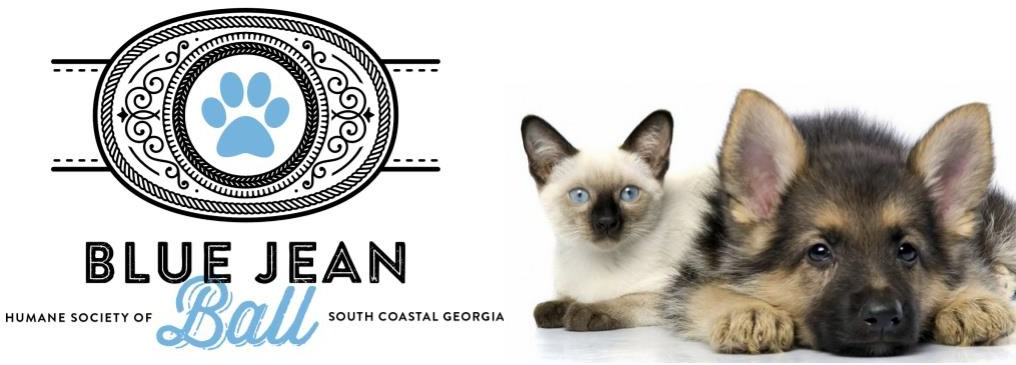 BLUE JEAN
Ball
HUMANE SOCIETY OF
SOUTH COASTAL GEORGIA